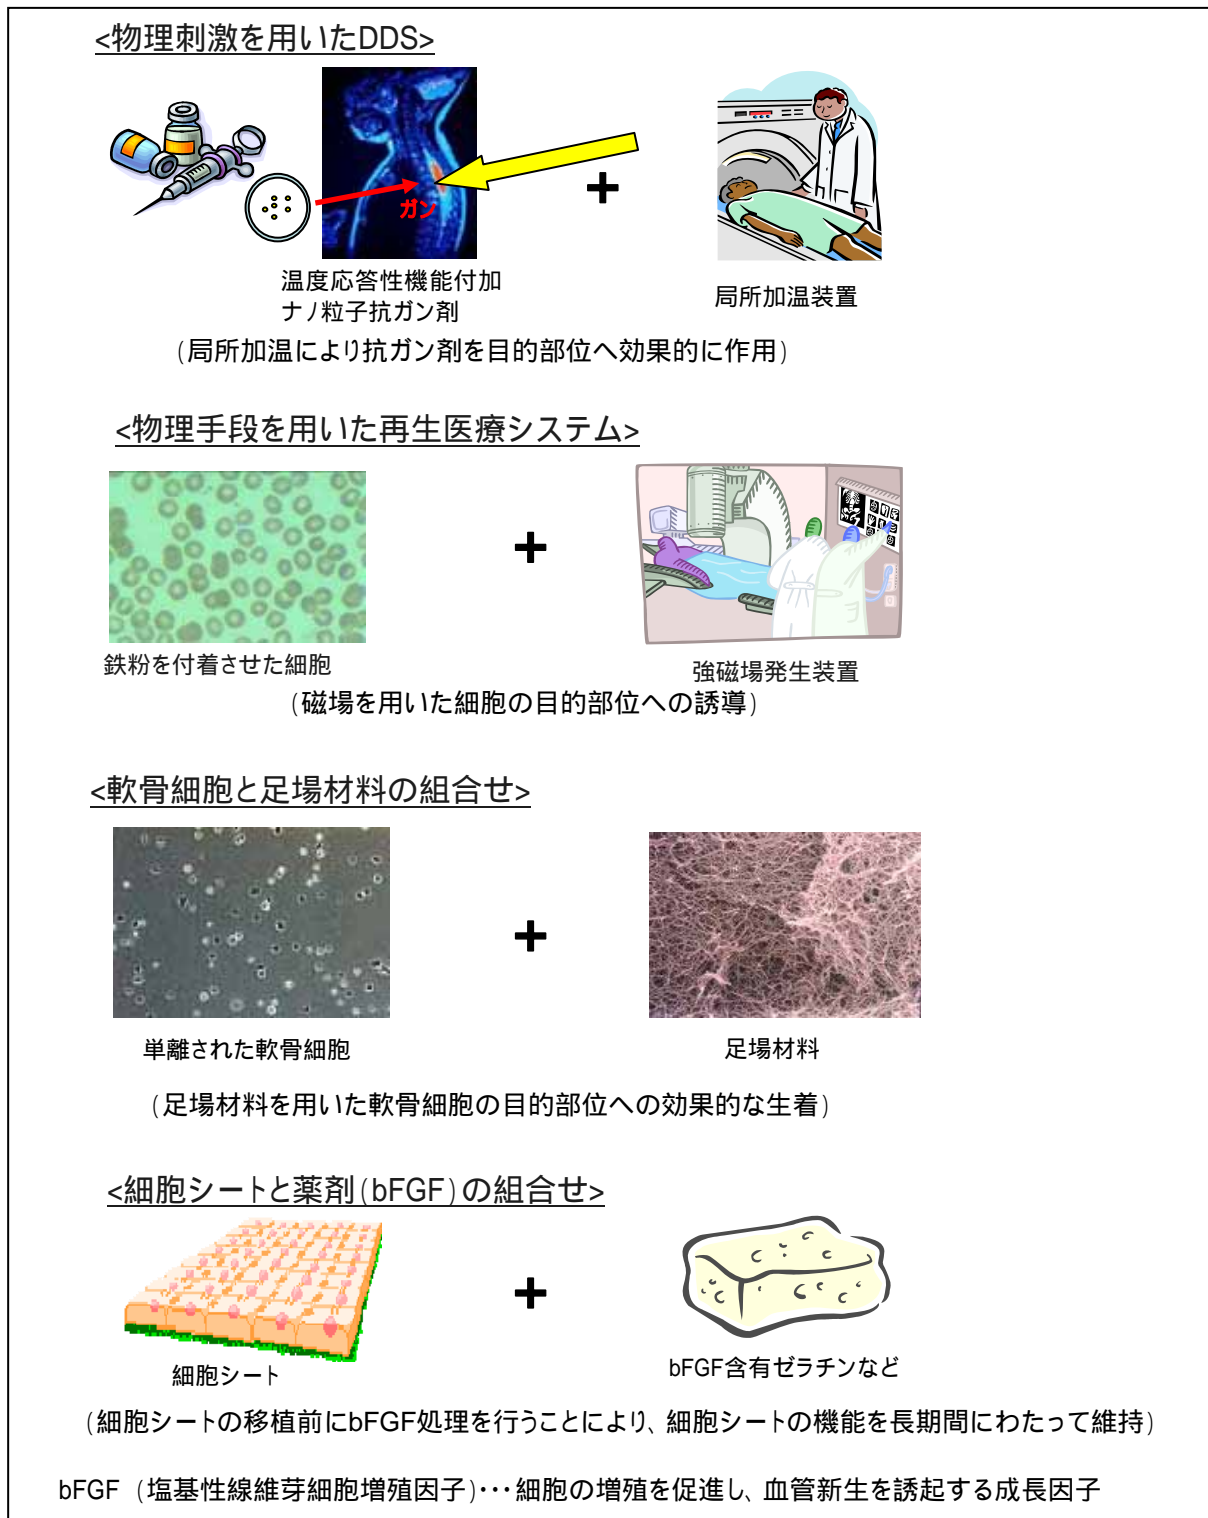 <物理刺激を用いたDDS>
ガン
温度応答性機能付加
ナノ粒子抗ガン剤
局所加温装置
(局所加温により抗ガン剤を目的部位へ効果的に作用)
<物理手段を用いた再生医療システム>
鉄粉を付着させた細胞
強磁場発生装置
(磁場を用いた細胞の目的部位への誘導)
<軟骨細胞と足場材料の組合せ>
単離された軟骨細胞
足場材料
(足場材料を用いた軟骨細胞の目的部位への効果的な生着)
<細胞シートと薬剤(bFGF)の組合せ>
細胞シート
bFGF含有ゼラチンなど
(細胞シートの移植前にbFGF処理を行うことにより、細胞シートの機能を長期間にわたって維持)
bFGF (塩基性線維芽細胞増殖因子)・・・細胞の増殖を促進し、血管新生を誘起する成長因子